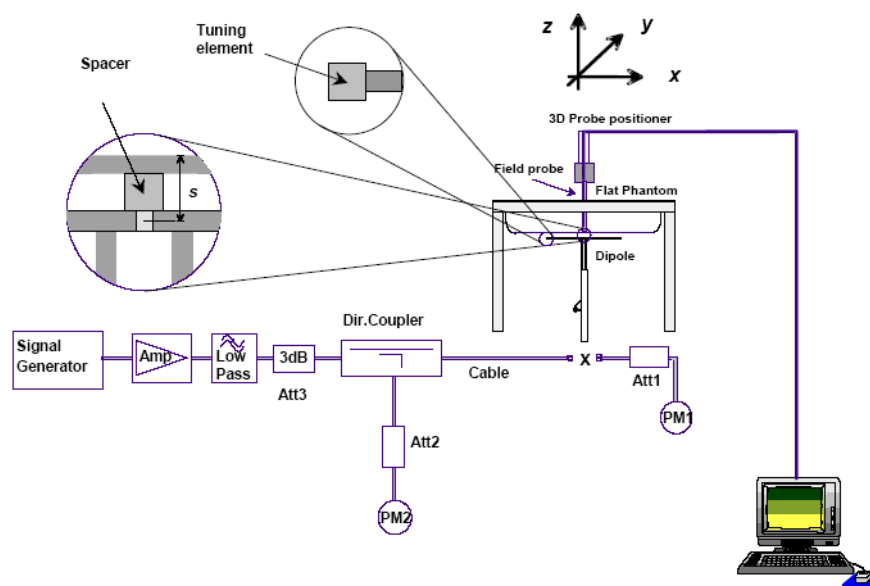 Tuning
element
Spacer
z
y
x
3D Probe positioner
Field probe
Flat Phantom
s
Dipole
Dir.Coupler
Signal
Generator
Amp
Low
Pass
3dB
Att3
Cable
X
Att1
PM1
Att2
PM2